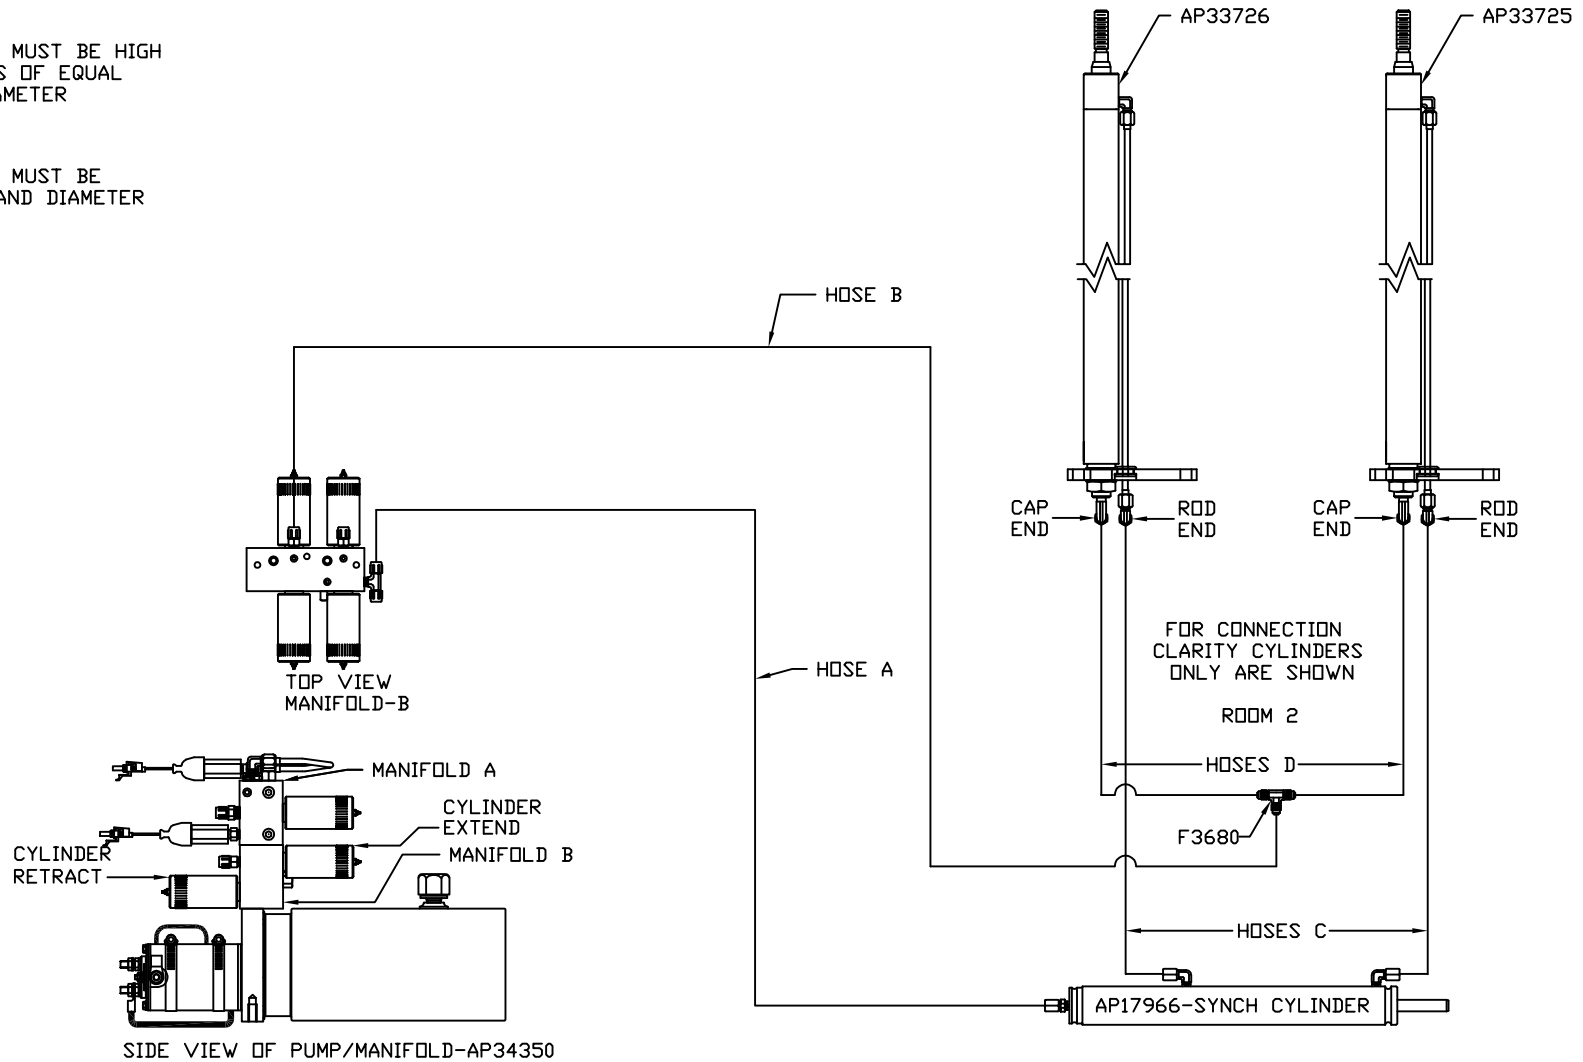 MUST BE HIGH
OF EQUAL
MUST BE
AND DIAMETER
AP33726
AP33725
HOSE B
CAP
END
ROD
END
CAP
END
ROD
END
TOP VIEW
MANIFOLD-B
HOSE A
FOR CONNECTION
CLARITY CYLINDERS
ONLY ARE SHOWN
ROOM 2
MANIFOLD A
CYLINDER
EXTEND
MANIFOLD B
CYLINDER
RETRACT
HOSES D
F3680
HOSES C
AP17966-SYNCH CYLINDER
SIDE VIEW OF PUMP/MANIFOLD-AP34350